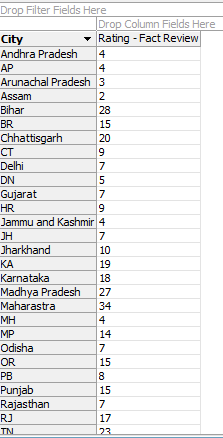 Drop Filter Fields Here
Drop Column Fields Here
City Rating - Fact Review
Andhra Pradesh 4
AP 4
Arunachal Pradesh 3
Assam 2
Bihar 28
BR 15
Chhattisgarh 20
CT 9
Delhi 7
DN 5
Gujarat 7
HR 9
Jammu and Kashmir 4
JH 7
Jharkhand 10
KA 19
Karnataka 18
Madhya Pradesh 27
Maharastra 34
MH 4
MP 14
Odisha 7
OR 15
PB 8
Punjab 15
Rajasthan 7
RJ 17
TN 23